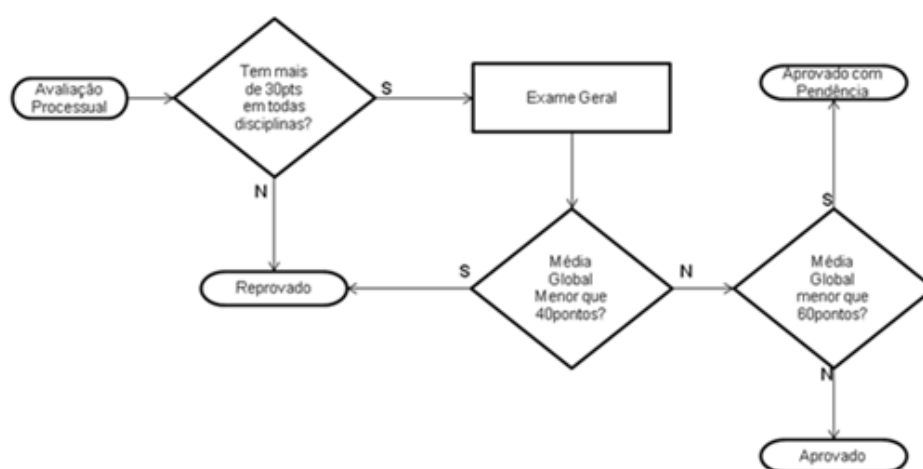 Avaliação
Processual
Tem mais
de 30pts
em todas
disciplinas?
S
N
Exame Geral
Reprovado
S
Média
Global
Menor que
40pontos?
N
Média
Global
menor que
60pontos?
S
N
Aprovado com
Pendência
Aprovado